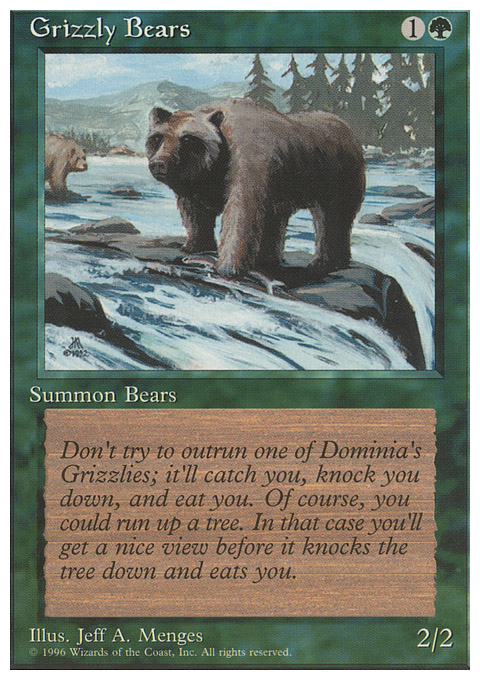 Grizzly Bears 1
©1992
Summon Bears
Don't try to outrun one of Dominia's
Grizzlies; it'll catch you, knock you
down, and eat you. Of course, you
could run up a tree. In that case you'll
get a nice view before it knocks the
tree down and eats you.
Illus. Jeff A. Menges
2/2
© 1996 Wizards of the Coast, Inc. All rights reserved.